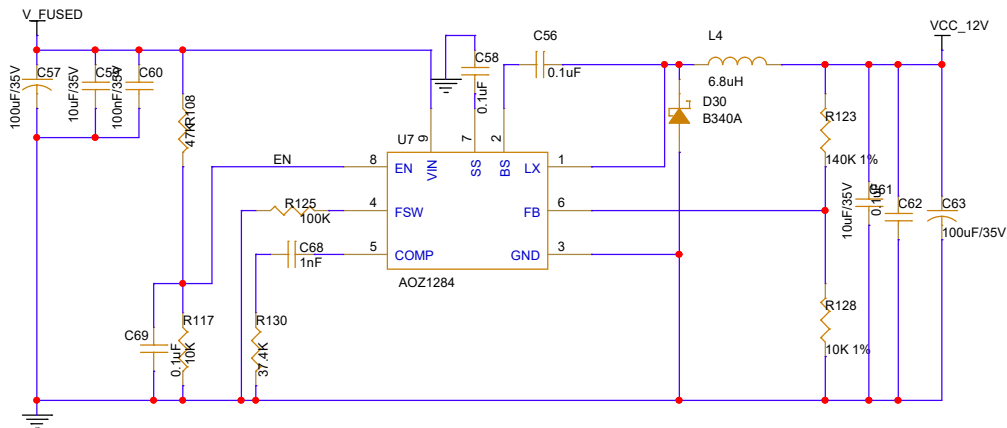 V_FUSED
VCC_12V
C57
100uF/35V
C59
10uF/35V
C60
100nF/35V
R108
47K
C58
0.1uF
C56
0.1uF
L4
6.8uH
D30
B340A
R123
140K 1%
U7
9
7
2
VIN
SS
BS
EN
8
EN
LX
1
R125
100K
4
FSW
FB
6
C68
1nF
5
COMP
GND
3
AOZ1284
C61
10uF/35V
0.1uF
C62
C63
100uF/35V
C69
0.1uF
R117
10K
R130
37.4K
R128
10K 1%